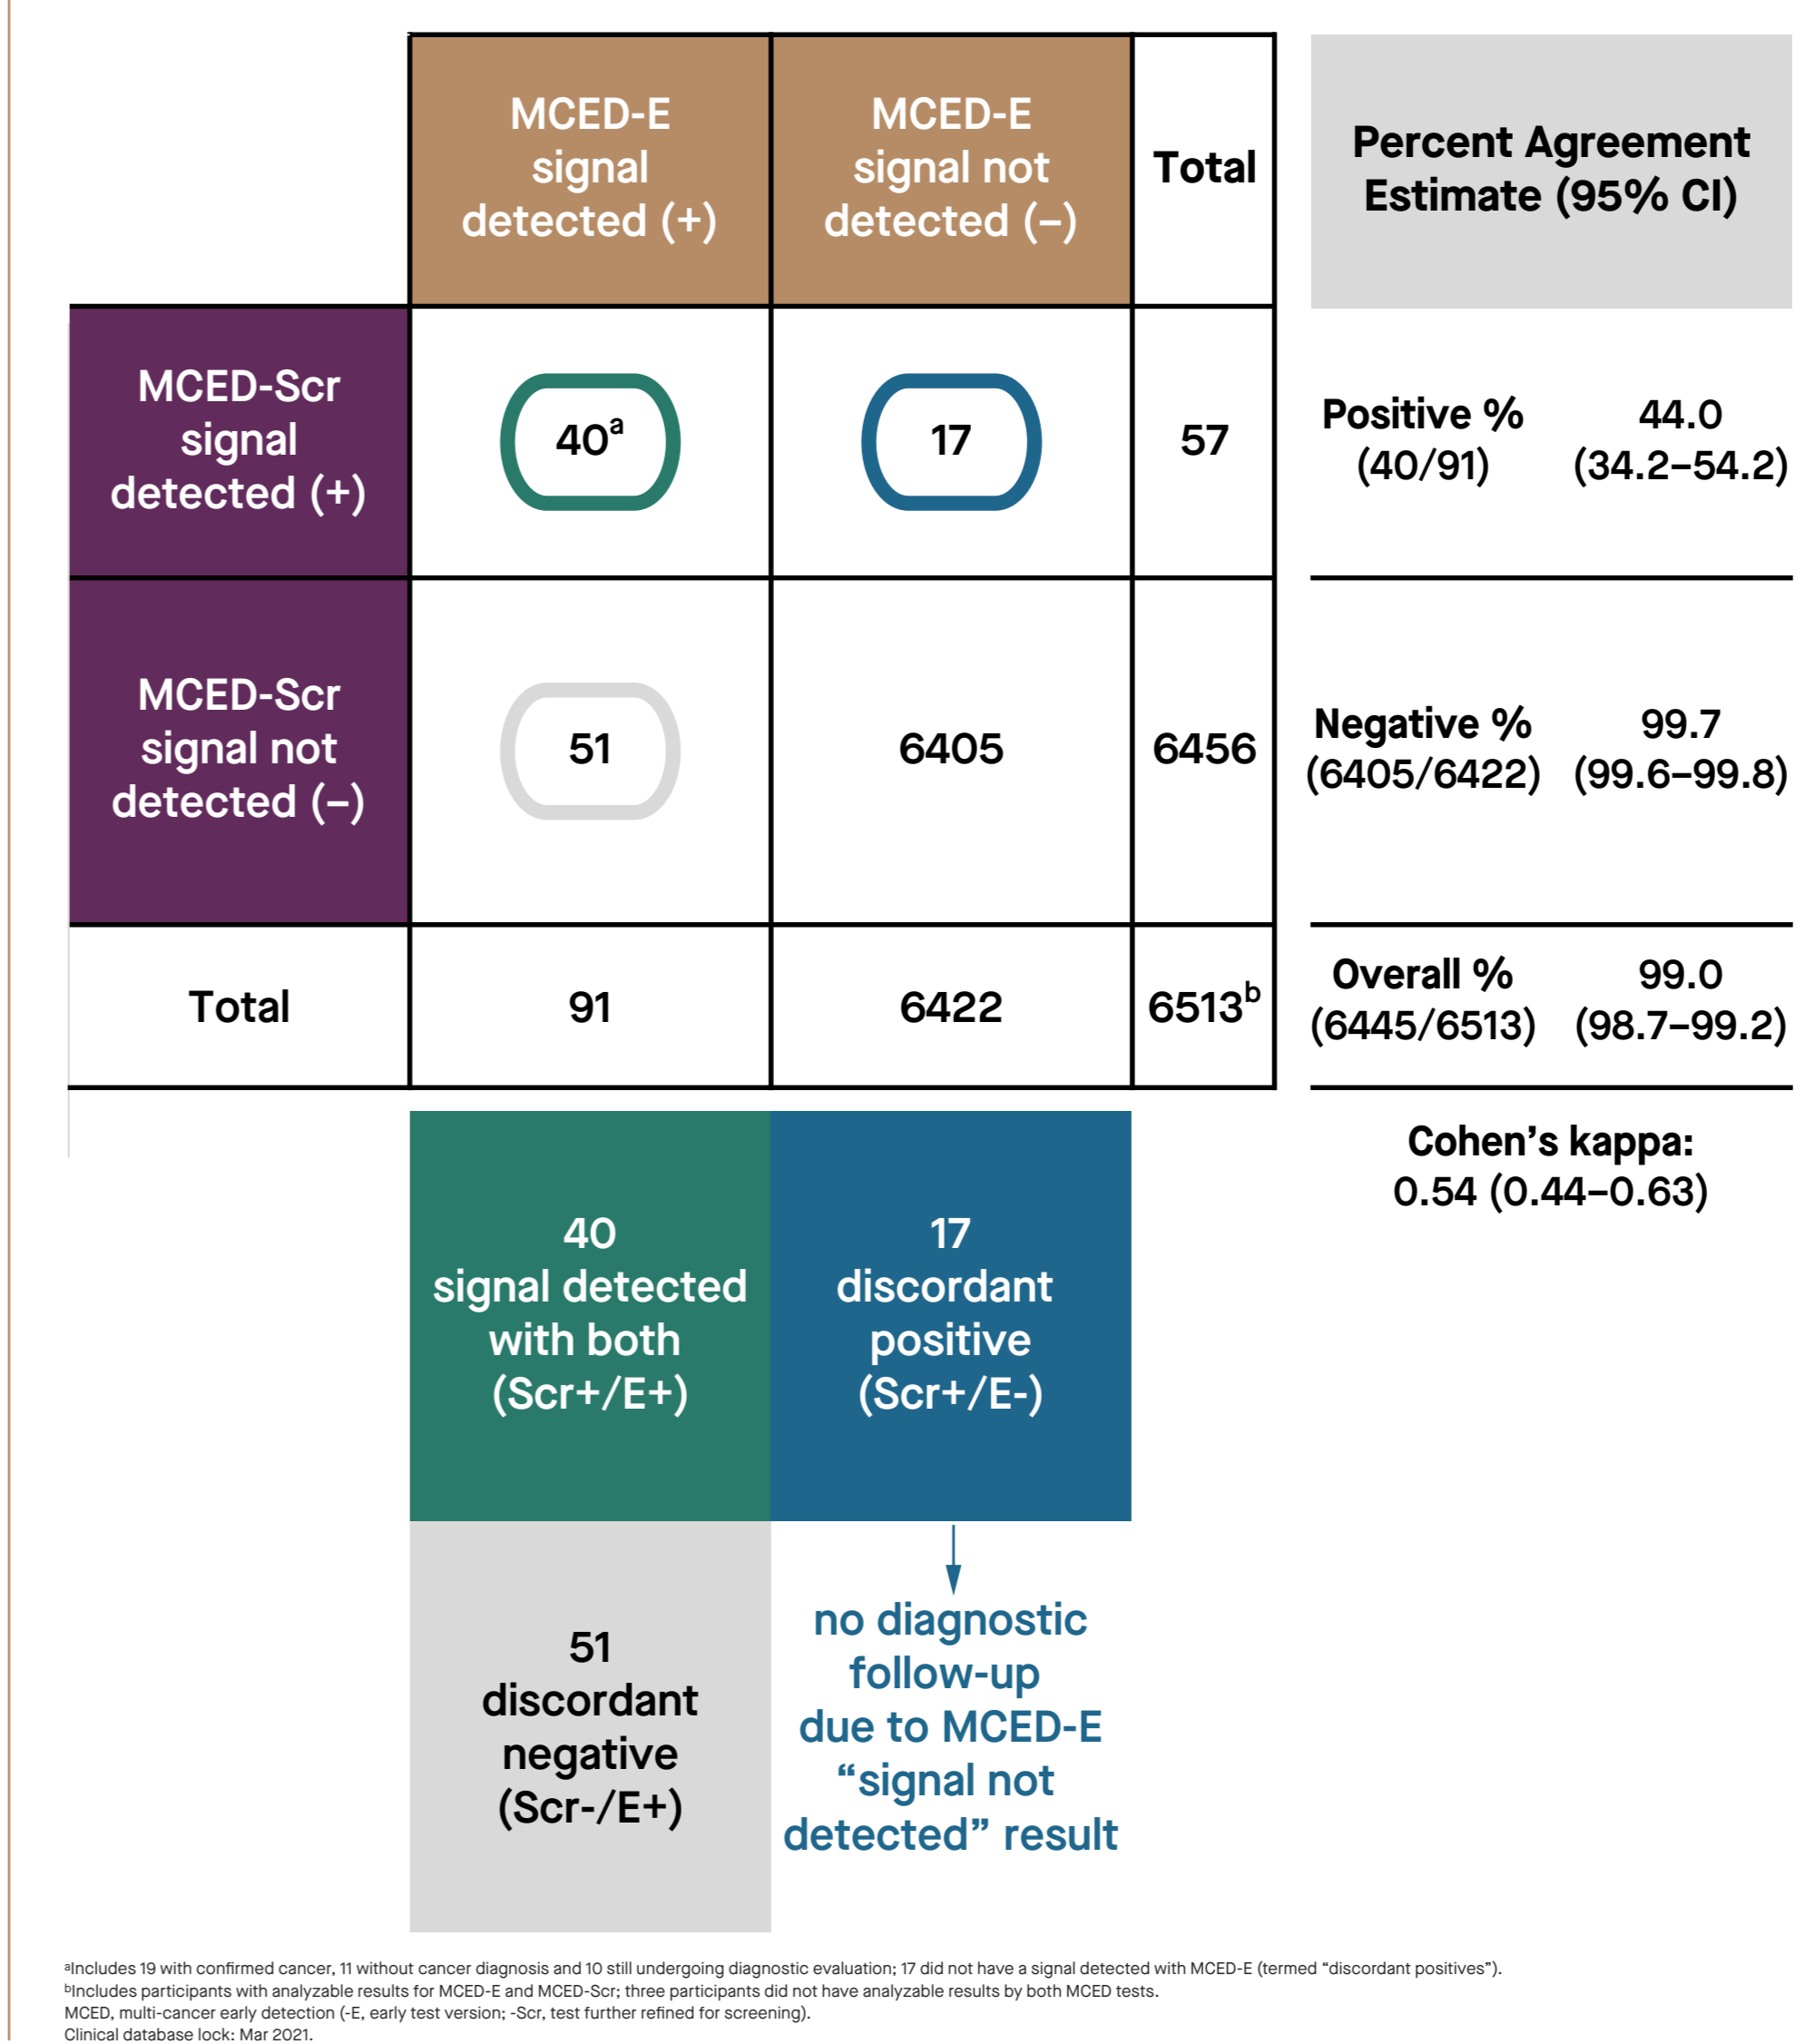 MCED-E
signal
detected (+)
MCED-E
signal not
detected (–)
Total
Percent Agreement
Estimate (95% CI)
MCED-Scr
signal
detected (+)
40ᵃ
17
57
Positive %
(40/91)
44.0
(34.2–54.2)
MCED-Scr
signal not
detected (–)
51
6405
6456
Negative %
(6405/6422)
99.7
(99.6–99.8)
Total
91
6422
6513ᵇ
Overall %
(6445/6513)
99.0
(98.7–99.2)
Cohen’s kappa:
0.54 (0.44–0.63)
40
signal detected
with both
(Scr+/E+)
17
discordant
positive
(Scr+/E-)
51
discordant
negative
(Scr-/E+)
no diagnostic
follow-up
due to MCED-E
“signal not
detected” result
ᵃIncludes 19 with confirmed cancer, 11 without cancer diagnosis and 10 still undergoing diagnostic evaluation; 17 did not have a signal detected with MCED-E (termed “discordant positives”).
ᵇIncludes participants with analyzable results for MCED-E and MCED-Scr; three participants did not have analyzable results by both MCED tests.
MCED, multi-cancer early detection (-E, early test version; -Scr, test further refined for screening).
Clinical database lock: Mar 2021.